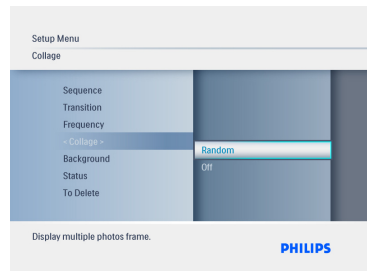 Setup Menu
Collage
Sequence
Transition
Frequency
« Collage »
Background
Status
To Delete
Random
Off
Display multiple photos frame.
PHILIPS